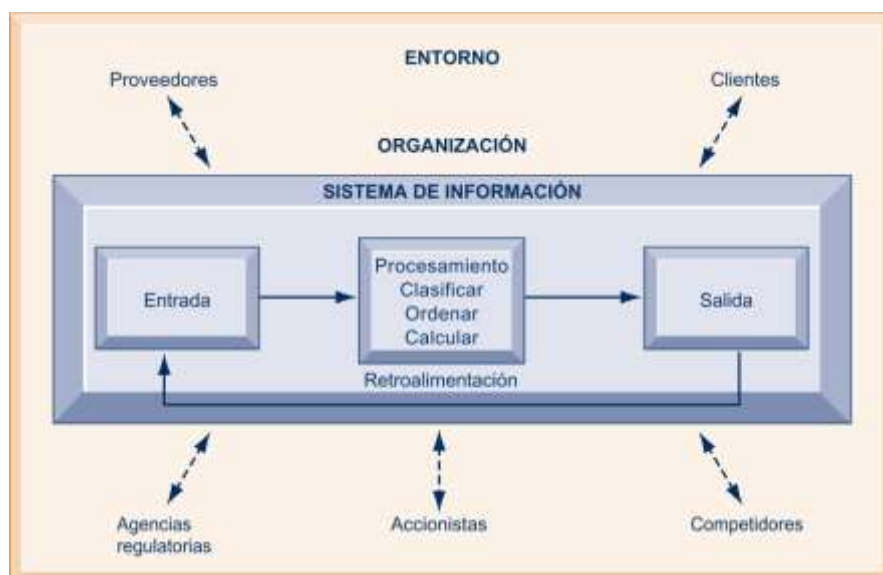 ENTORNO
Proveedores
Clientes
ORGANIZACIÓN
SISTEMA DE INFORMACIÓN
Entrada
Procesamiento
Clasificar
Ordenar
Calcular
Salida
Retroalimentación
Agencias
regulatorias
Accionistas
Competidores